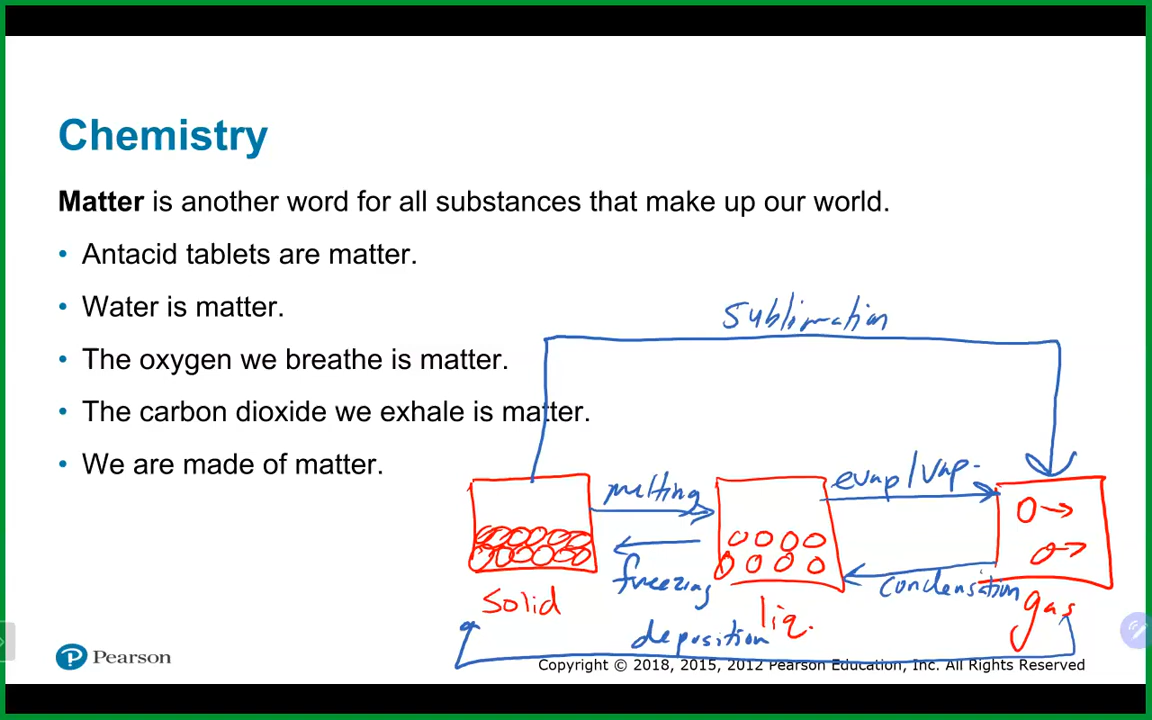 Chemistry
Matter is another word for all substances that make up our world.
• Antacid tablets are matter.
• Water is matter.
• The oxygen we breathe is matter.
• The carbon dioxide we exhale is matter.
• We are made of matter.
sublimation
melting
evap/vap.
freezing
condensation
solid
liq.
gas
deposition
Pearson
Copyright © 2018, 2015, 2012 Pearson Education, Inc. All Rights Reserved